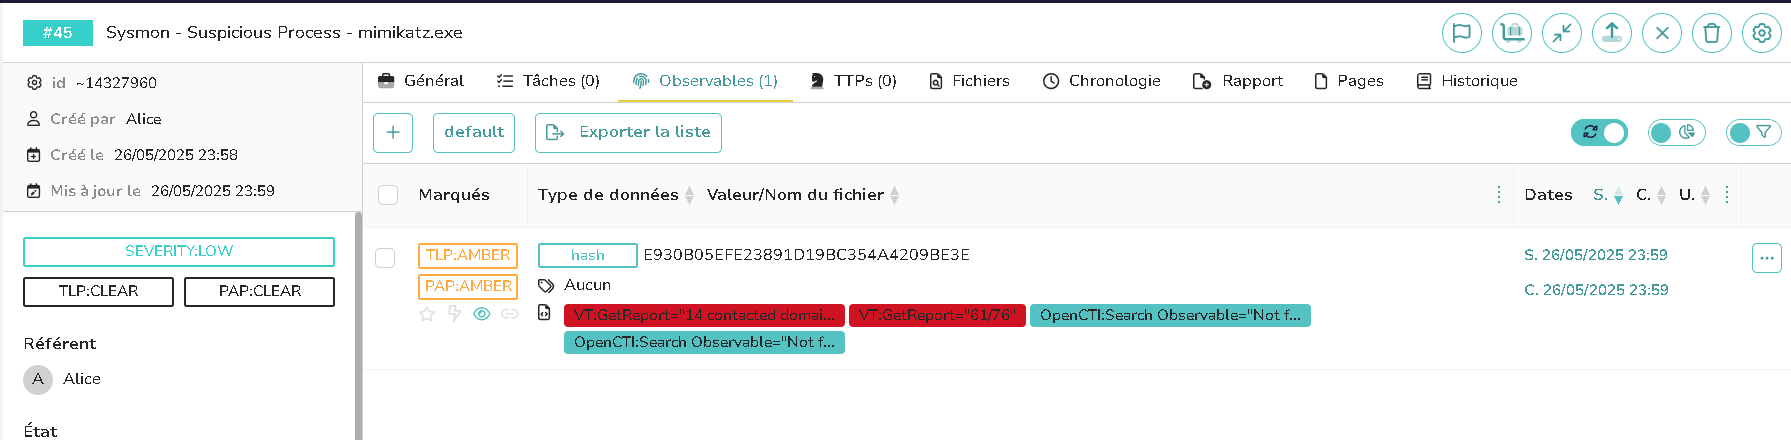 #45 Sysmon - Suspicious Process - mimikatz.exe
id ~14327960
Créé par Alice
Créé le 26/05/2025 23:58
Mis à jour le 26/05/2025 23:59
SEVERITY:LOW
TLP:CLEAR PAP:CLEAR
Référent
A Alice
État
Général Tâches (0) Observables (1) TTPs (0) Fichiers Chronologie Rapport Pages Historique
+ default Exporter la liste
Marqués Type de données Valeur/Nom du fichier Dates S. C. U.
TLP:AMBER hash E930B05EFE23891D19BC354A4209BE3E S. 26/05/2025 23:59
PAP:AMBER Aucun C. 26/05/2025 23:59
VT:GetReport="14 contacted domai... VT:GetReport="61/76" OpenCTI:Search Observable="Not f...
OpenCTI:Search Observable="Not f...